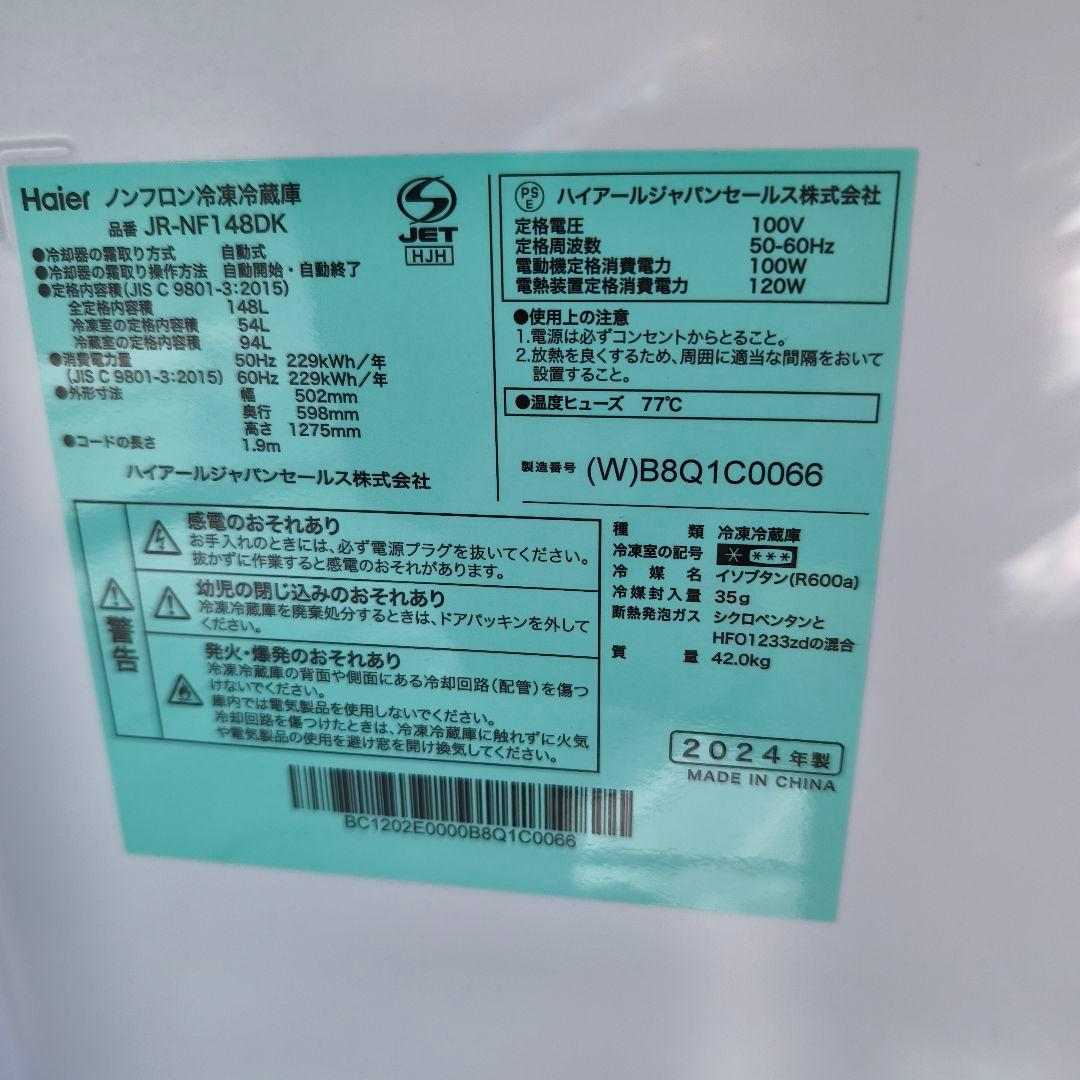 Haier ノンフロン冷凍冷蔵庫
品番 JR-NF148DK
●冷却器の霜取り方式 自動式
●冷却器の霜取り操作方法 自動開始・自動終了
●定格内容積(JIS C 9801-3:2015)
全定格内容積 148L
冷凍室の定格内容積 54L
冷蔵室の定格内容積 94L
●消費電力量 50Hz 229kWh/年
(JIS C 9801-3:2015) 60Hz 229kWh/年
●外形寸法 幅 502mm
奥行 598mm
高さ 1275mm
●コードの長さ 1.9m
ハイアールジャパンセールス株式会社
JET
HJH
PSE ハイアールジャパンセールス株式会社
定格電圧 100V
定格周波数 50-60Hz
電動機定格消費電力 100W
電熱装置定格消費電力 120W
●使用上の注意
1.電源は必ずコンセントからとること。
2.放熱を良くするため、周囲に適当な間隔をおいて
設置すること。
●温度ヒューズ 77℃
製造番号 (W)B8Q1C0066
警告
感電のおそれあり
お手入れのときには、必ず電源プラグを抜いてください。
抜かずに作業すると感電のおそれがあります。
幼児の閉じ込みのおそれあり
冷凍冷蔵庫を廃棄処分するときは、ドアパッキンを外して
ください。
発火・爆発のおそれあり
冷凍冷蔵庫の背面や側面にある冷却回路(配管)を傷つ
けないでください。
庫内では電気製品を使用しないでください。
冷却回路を傷つけたときは、冷凍冷蔵庫に触れずに火気
や電気製品の使用を避け窓を開け換気してください。
種類 冷凍冷蔵庫
冷凍室の記号 * ***
冷媒名 イソブタン(R600a)
冷媒封入量 35g
断熱発泡ガス シクロペンタンと
HFO1233zdの混合
質量 42.0kg
2024年製
MADE IN CHINA
BC1202E0000B8Q1C0066